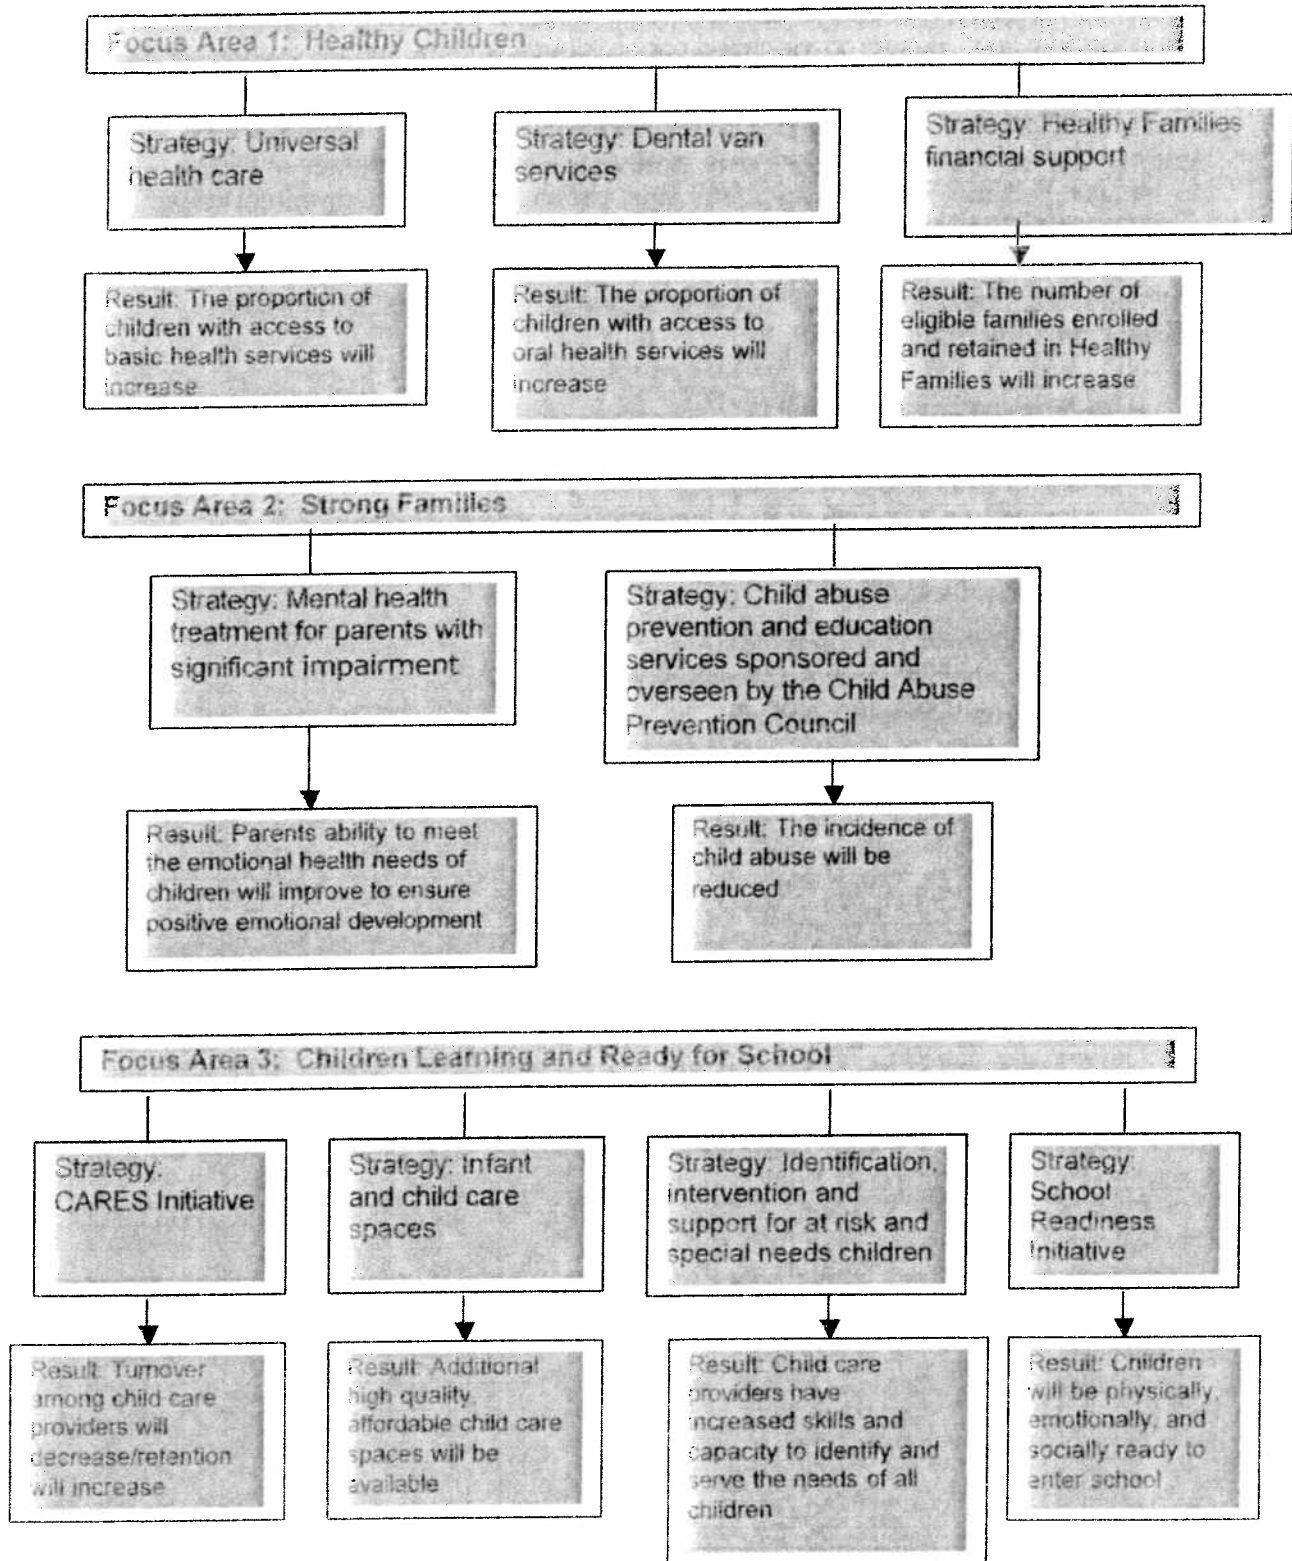 Focus Area 1: Healthy Children
Strategy: Universal
health care
Strategy: Dental van
services
Strategy: Healthy Families
financial support
Result: The proportion of
children with access to
basic health services will
increase
Result: The proportion of
children with access to
oral health services will
increase
Result: The number of
eligible families enrolled
and retained in Healthy
Families will increase
Focus Area 2: Strong Families
Strategy: Mental health
treatment for parents with
significant impairment
Strategy: Child abuse
prevention and education
services sponsored and
overseen by the Child Abuse
Prevention Council
Result: Parents ability to meet
the emotional health needs of
children will improve to ensure
positive emotional development
Result: The incidence of
child abuse will be
reduced
Focus Area 3: Children Learning and Ready for School
Strategy:
CARES Initiative
Strategy: Infant
and child care
spaces
Strategy: Identification,
intervention and
support for at risk and
special needs children
Strategy:
School
Readiness
Initiative
Result: Turnover
among child care
providers will
decrease/retention
will increase
Result: Additional
high quality,
affordable child care
spaces will be
available
Result: Child care
providers have
increased skills and
capacity to identify and
serve the needs of all
children
Result: Children
will be physically,
emotionally, and
socially ready to
enter school